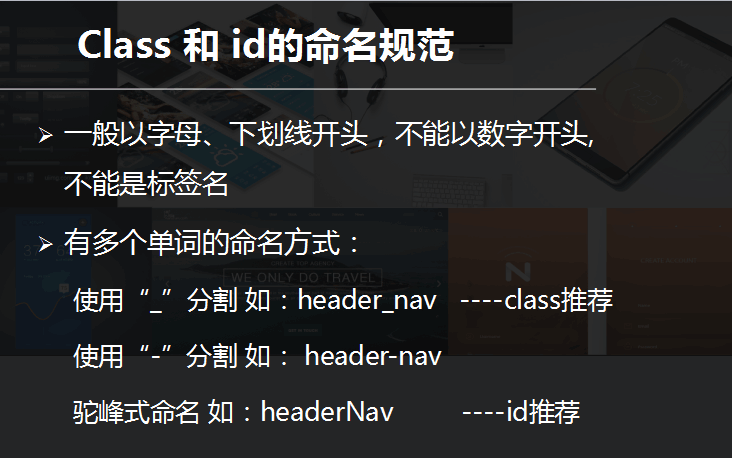 Class 和 id的命名规范
一般以字母、下划线开头，不能以数字开头,
不能是标签名
有多个单词的命名方式：
WE ONLY DO TRAVEL
使用“_”分割 如：header_nav ----class推荐
使用“-”分割 如： header-nav
驼峰式命名 如：headerNav ----id推荐